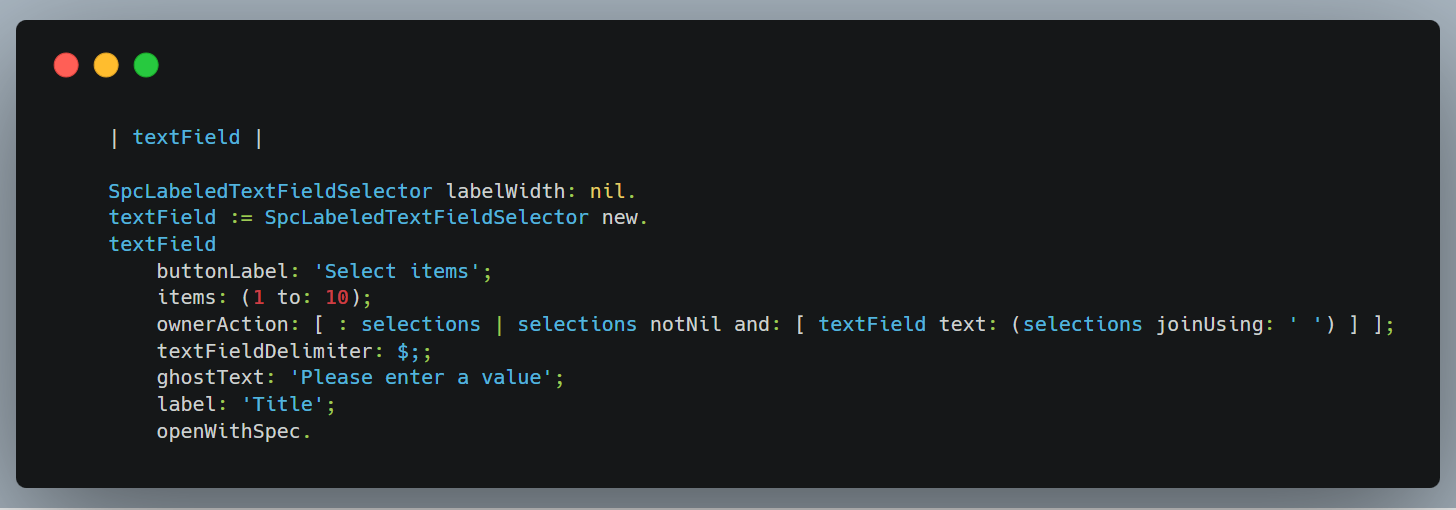 | textField |

SpcLabeledTextFieldSelector labelWidth: nil.
textField := SpcLabeledTextFieldSelector new.
textField
    buttonLabel: 'Select items';
    items: (1 to: 10);
    ownerAction: [ : selections | selections notNil and: [ textField text: (selections joinUsing: ' ') ] ];
    textFieldDelimiter: $;;
    ghostText: 'Please enter a value';
    label: 'Title';
    openWithSpec.